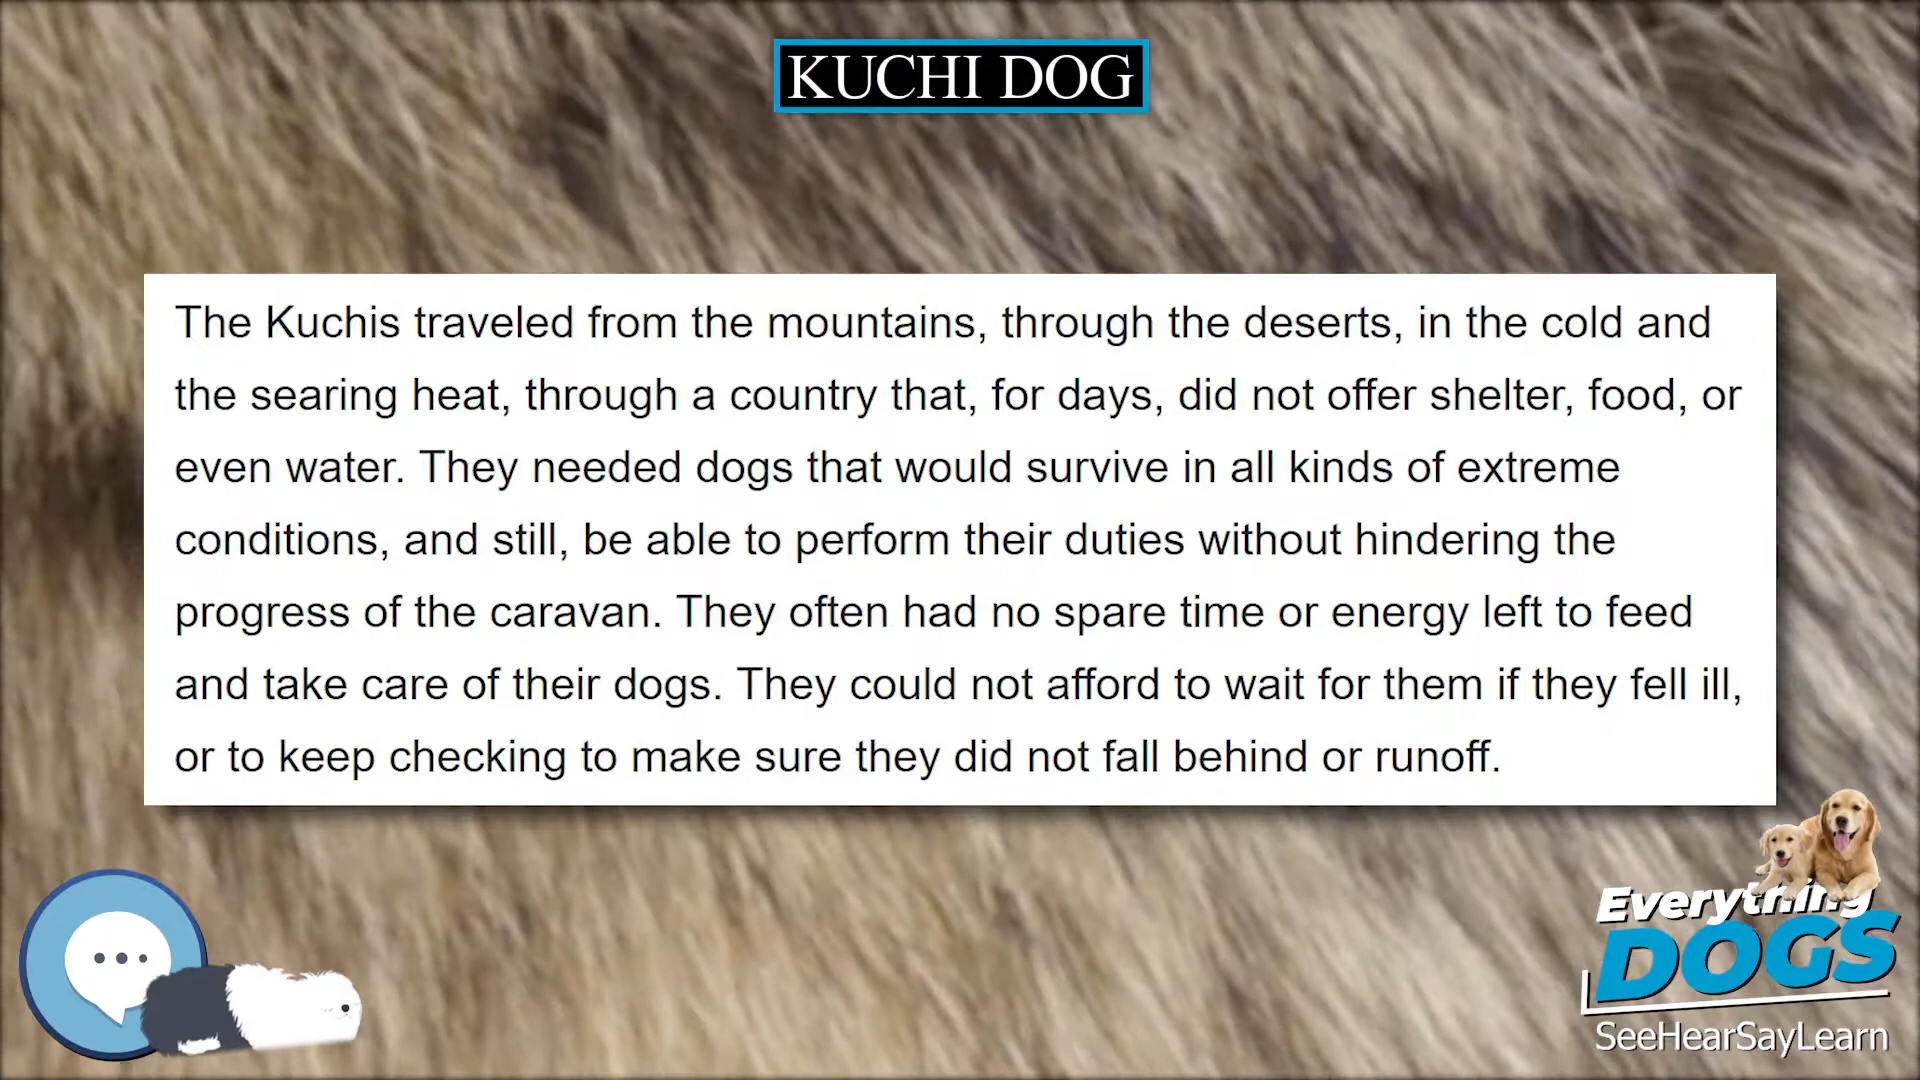 KUCHI DOG
The Kuchis traveled from the mountains, through the deserts, in the cold and
the searing heat, through a country that, for days, did not offer shelter, food, or
even water. They needed dogs that would survive in all kinds of extreme
conditions, and still, be able to perform their duties without hindering the
progress of the caravan. They often had no spare time or energy left to feed
and take care of their dogs. They could not afford to wait for them if they fell ill,
or to keep checking to make sure they did not fall behind or runoff.
Everything
DOGS
SeeHearSayLearn